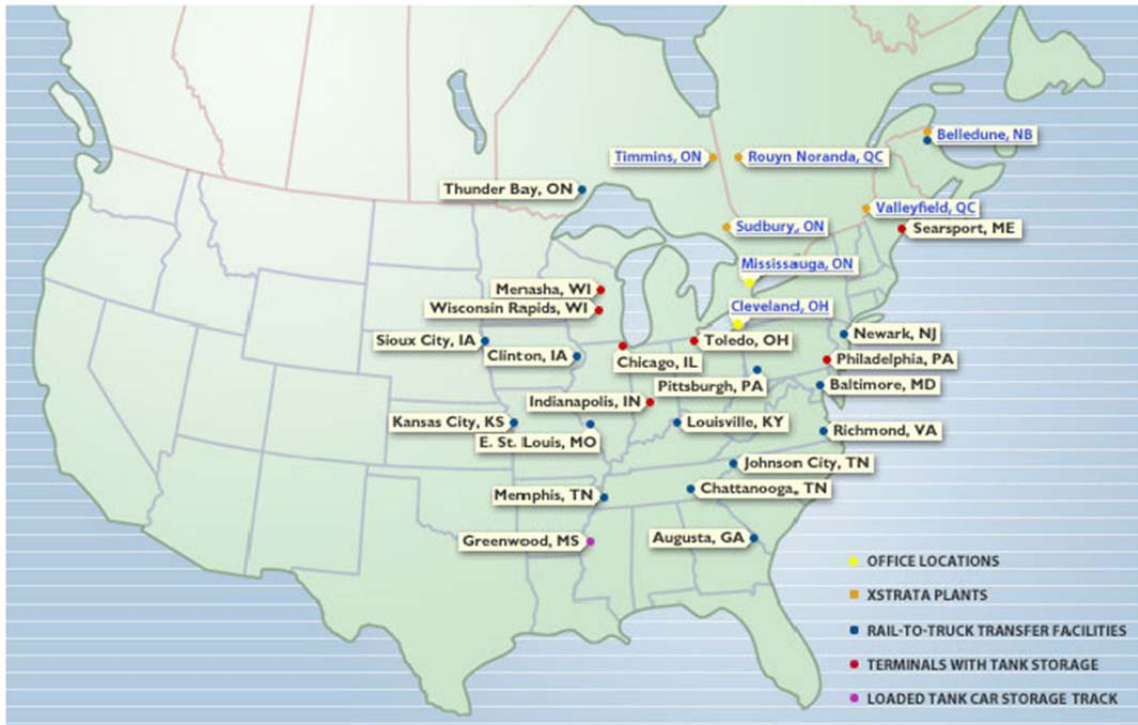 Belledune, NB
Timmins, ON
Rouyn Noranda, QC
Thunder Bay, ON
Valleyfield, QC
Sudbury, ON
Searsport, ME
Mississauga, ON
Menasha, WI
Cleveland, OH
Wisconsin Rapids, WI
Newark, NJ
Sioux City, IA
Toledo, OH
Clinton, IA
Chicago, IL
Philadelphia, PA
Pittsburgh, PA
Baltimore, MD
Indianapolis, IN
Kansas City, KS
Louisville, KY
Richmond, VA
E. St. Louis, MO
Johnson City, TN
Chattanooga, TN
Memphis, TN
Greenwood, MS
Augusta, GA
OFFICE LOCATIONS
XSTRATA PLANTS
RAIL-TO-TRUCK TRANSFER FACILITIES
TERMINALS WITH TANK STORAGE
LOADED TANK CAR STORAGE TRACK